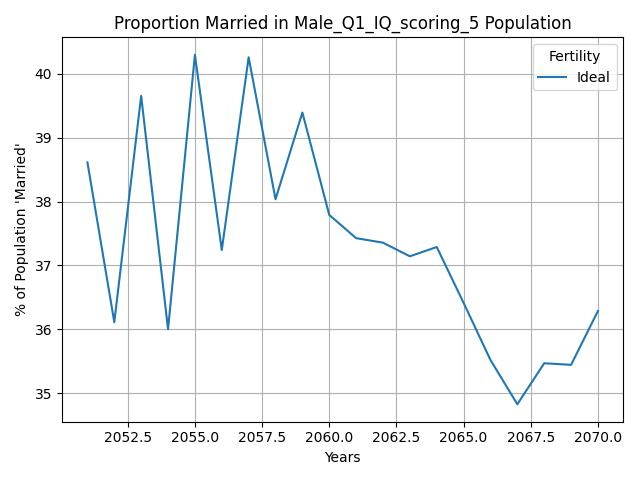 Proportion Married in Male_Q1_IQ_scoring_5 Population
Fertility
Ideal
40
39
38
37
36
35
% of Population 'Married'
2052.5 2055.0 2057.5 2060.0 2062.5 2065.0 2067.5 2070.0
Years